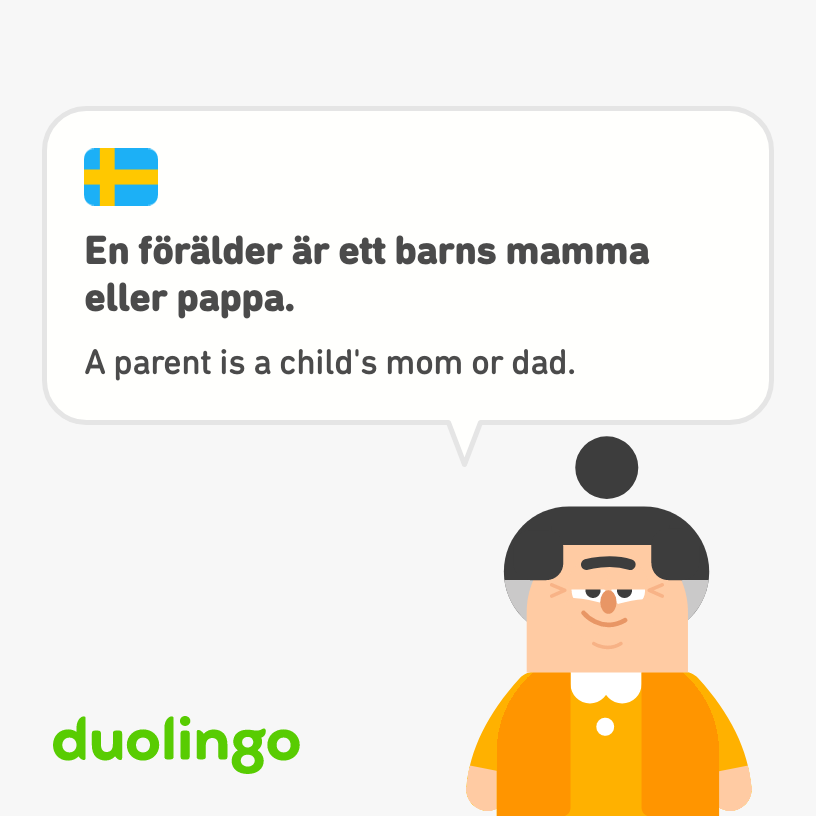 En förälder är ett barns mamma
eller pappa.
A parent is a child's mom or dad.
duolingo